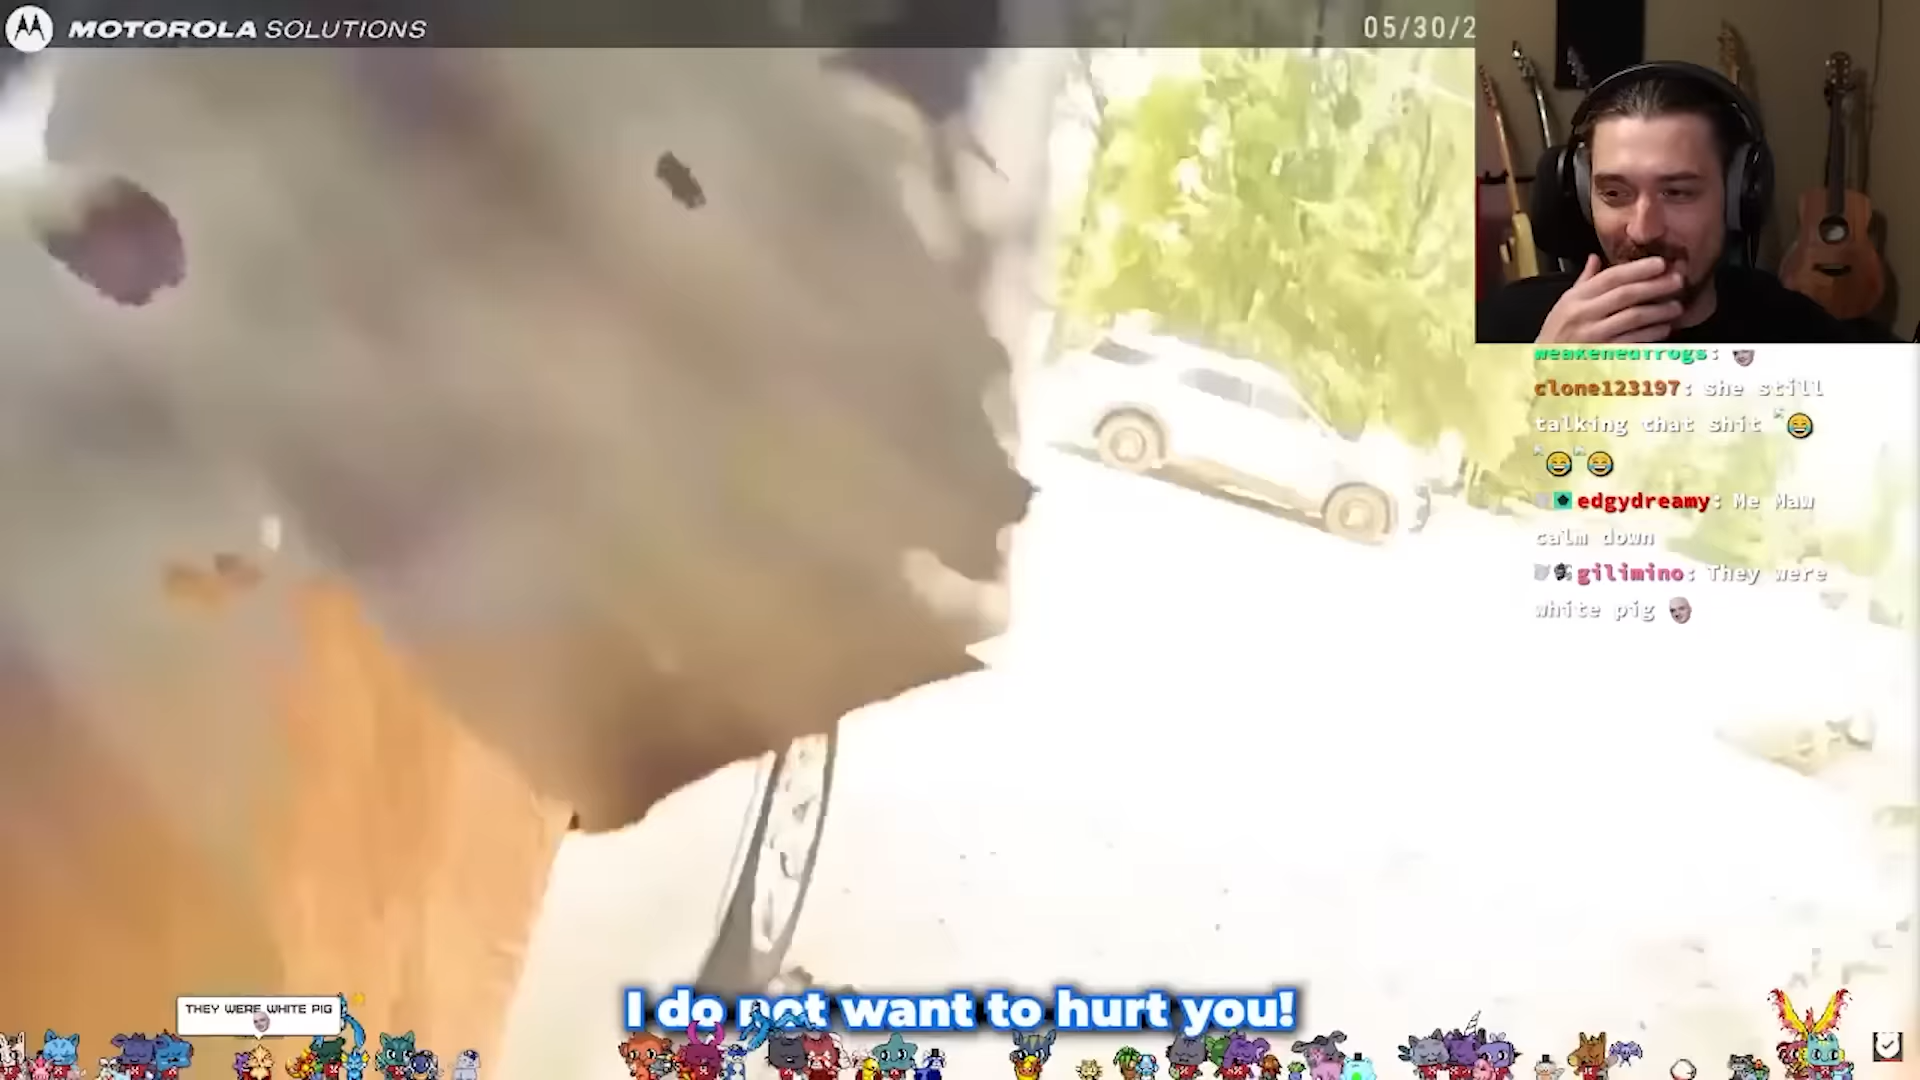 MOTOROLA SOLUTIONS
05/30/2
weakenedfrogs:
clone123197: she still
talking that shit
edgydreamy: Me Maw
calm down
gilimino: They were
white pig
I do not want to hurt you!
THEY WERE WHITE PIG